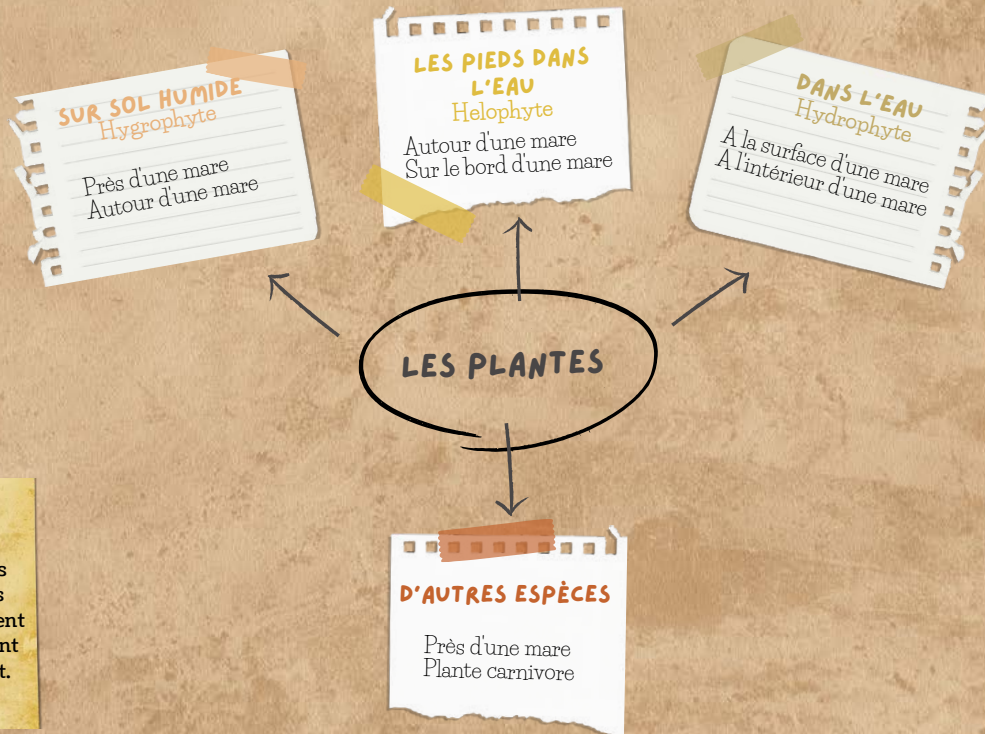 SUR SOL HUMIDE
Hygrophyte
Près d'une mare
Autour d'une mare
LES PIEDS DANS
L'EAU
Helophyte
Autour d'une mare
Sur le bord d'une mare
DANS L'EAU
Hydrophyte
A la surface d'une mare
A l'intérieur d'une mare
LES PLANTES
D'AUTRES ESPÈCES
Près d'une mare
Plante carnivore